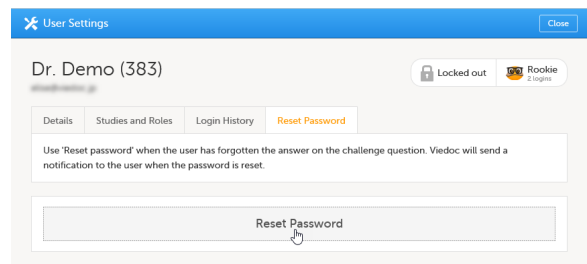 User Settings
Close
Dr. Demo (383)
Locked out
Rookie
2 logins
Details
Studies and Roles
Login History
Reset Password
Use 'Reset password' when the user has forgotten the answer on the challenge question. Viedoc will send a
notification to the user when the password is reset.
Reset Password